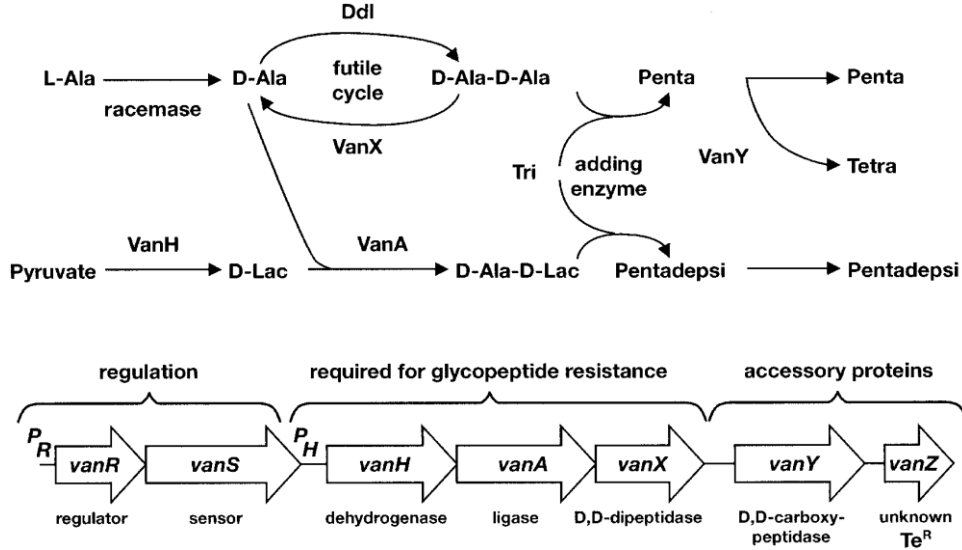 Ddl
L-Ala
racemase
D-Ala
futile
cycle
D-Ala-D-Ala
VanX
Penta
VanY
Penta
Tetra
Tri
adding
enzyme
Pyruvate
VanH
D-Lac
VanA
D-Ala-D-Lac
Pentadepsi
Pentadepsi
regulation
required for glycopeptide resistance
accessory proteins
PR
vanR
vanS
PH
vanH
vanA
vanX
vanY
vanZ
regulator
sensor
dehydrogenase
ligase
D,D-dipeptidase
D,D-carboxy-
peptidase
unknown
TeR